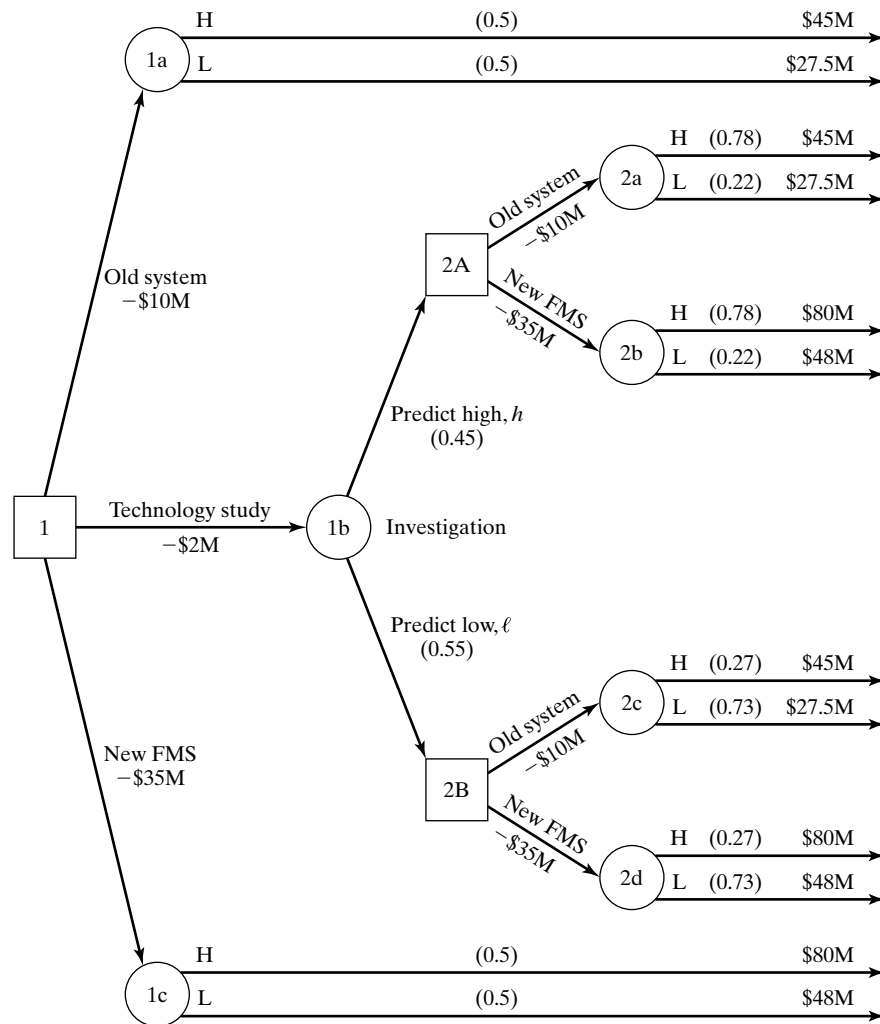 H (0.5) $45M
1a
L (0.5) $27.5M
H (0.78) $45M
Old system
2a
−$10M
L (0.22) $27.5M
2A
New FMS
−$35M
H (0.78) $80M
2b
L (0.22) $48M
Old system
−$10M
Predict high, h
(0.45)
1
Technology study
−$2M
1b
Investigation
Predict low, ℓ
(0.55)
H (0.27) $45M
Old system
2c
−$10M
L (0.73) $27.5M
2B
New FMS
−$35M
H (0.27) $80M
2d
L (0.73) $48M
New FMS
−$35M
H (0.5) $80M
1c
L (0.5) $48M